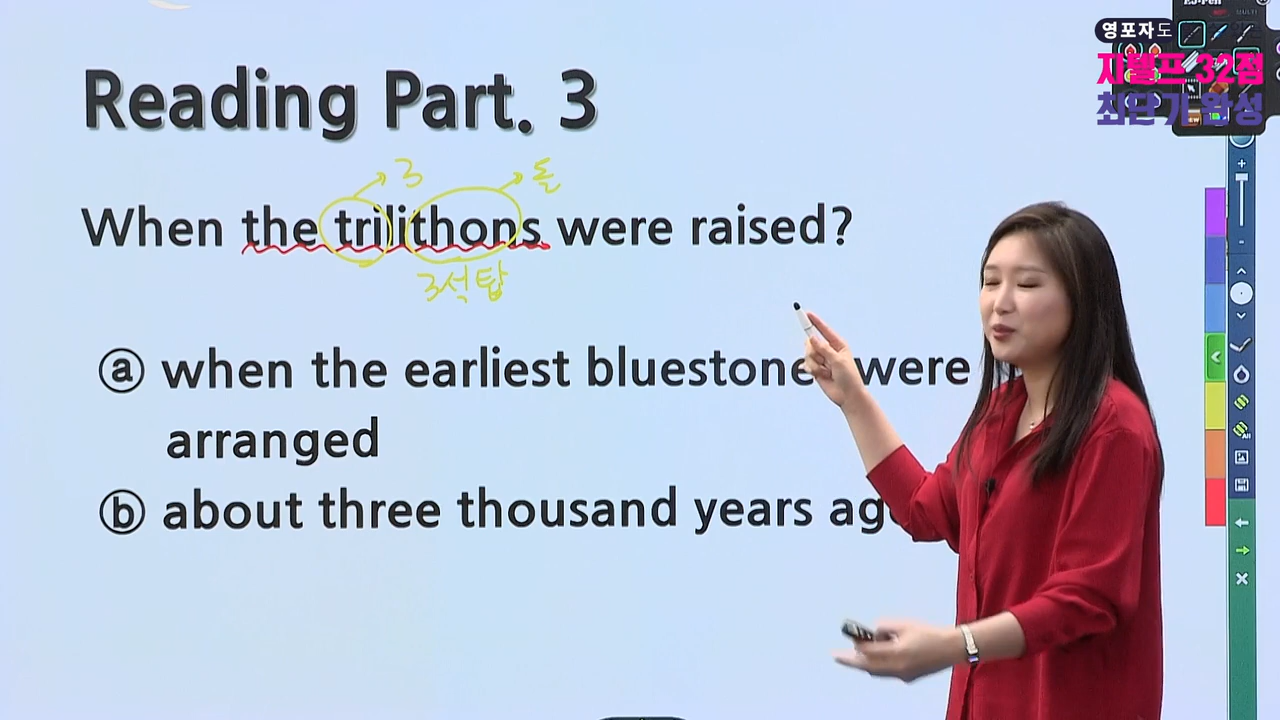 영포자도
지텔프 32점
최단기 완성
Reading Part. 3
3 돌
When the trilithons were raised?
3석탑
ⓐ when the earliest bluestone were
arranged
ⓑ about three thousand years